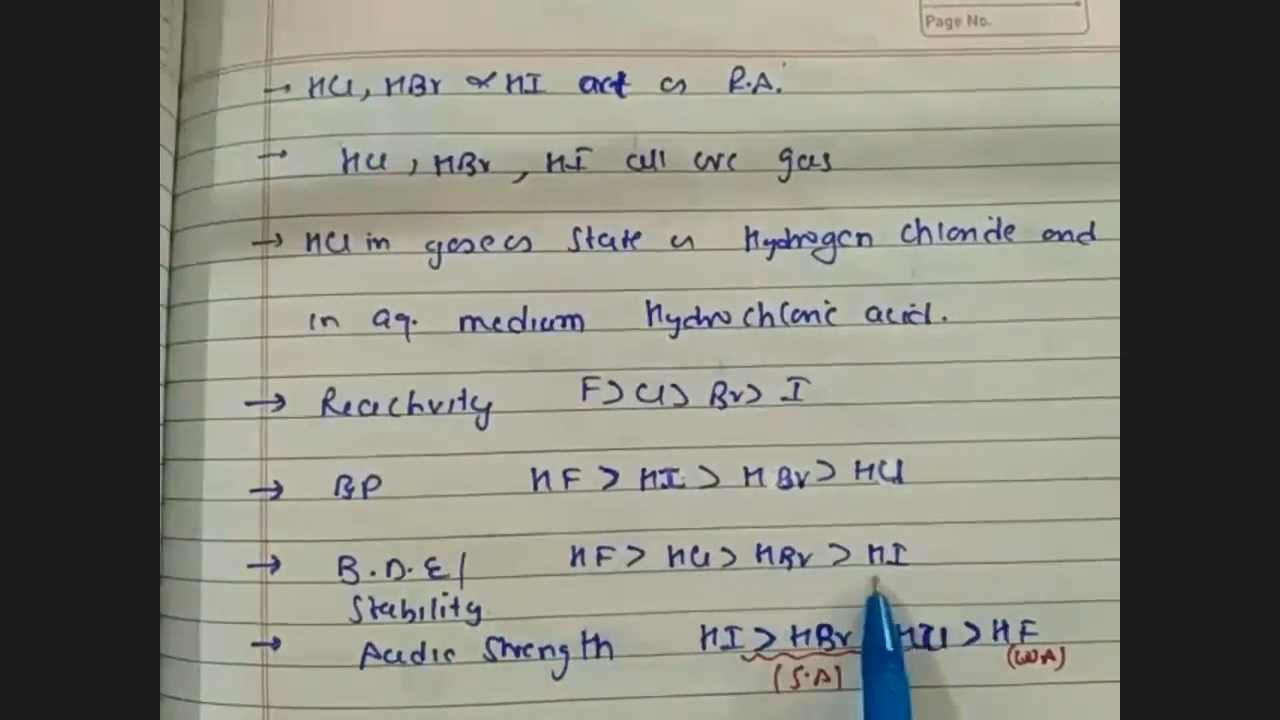 Page No.
→ HCl, HBr & HI act as R.A.
→ HCl, HBr, HI all are gas
→ HCl in gaseos state is Hydrogen chloride and
in aq. medium Hydrochloric acid.
→ Reactivity F > Cl > Br > I
→ BP HF > HI > HBr > HCl
→ B.D.E/ HF > HCl > HBr > HI
Stability
→ Acidic Strength HI > HBr HCl > HF
(S.A) (W.A)